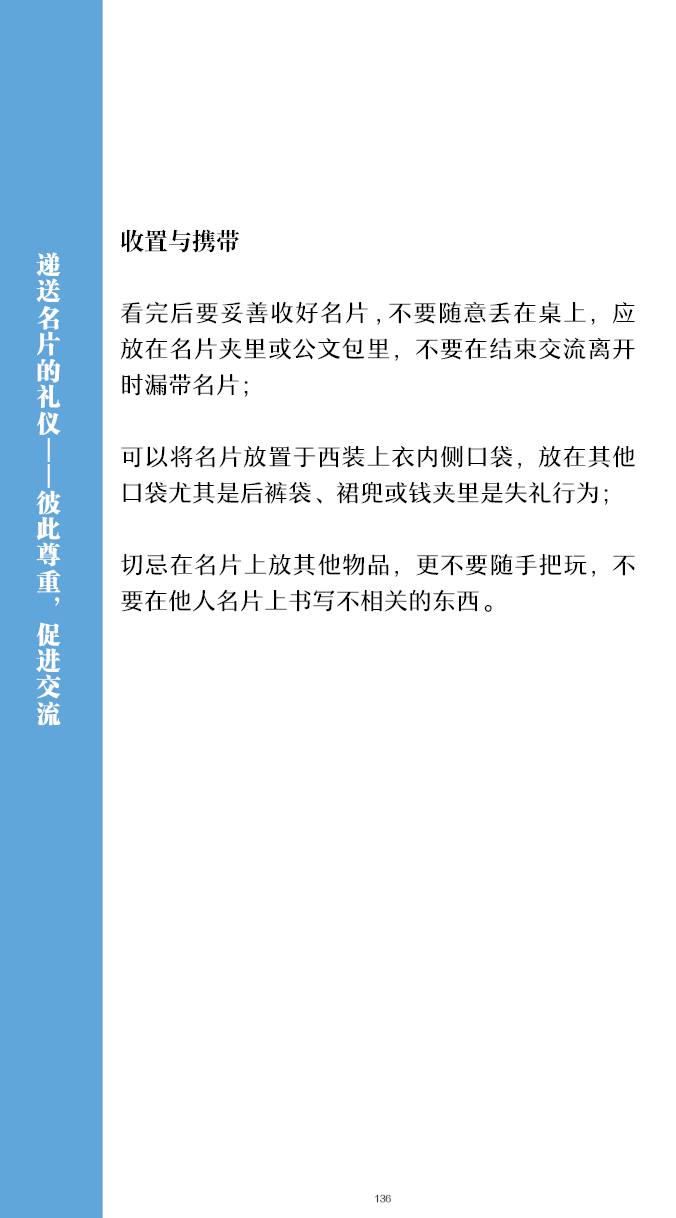 递送名片的礼仪——彼此尊重，促进交流
收置与携带
看完后要妥善收好名片,不要随意丢在桌上，应
放在名片夹里或公文包里，不要在结束交流离开
时漏带名片；
可以将名片放置于西装上衣内侧口袋，放在其他
口袋尤其是后裤袋、裙兜或钱夹里是失礼行为；
切忌在名片上放其他物品，更不要随手把玩，不
要在他人名片上书写不相关的东西。
136